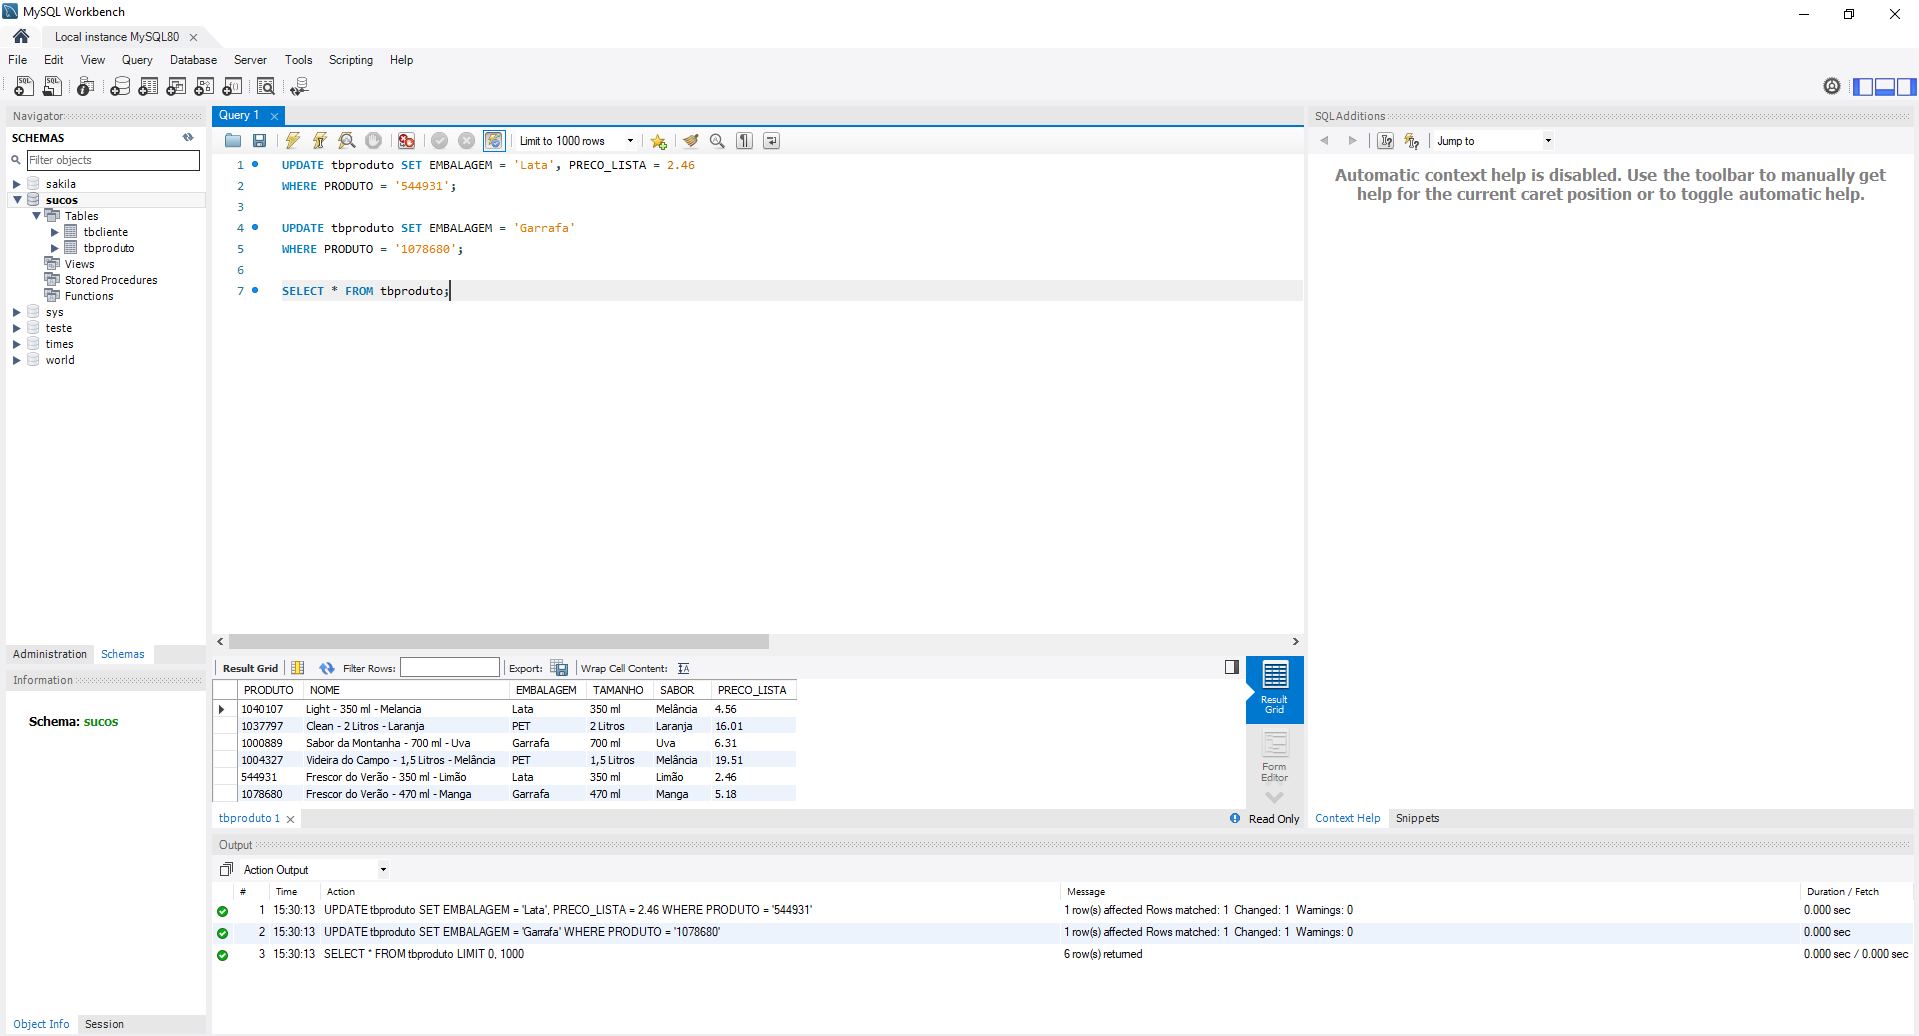 MySQL Workbench
Local instance MySQL80
File Edit View Query Database Server Tools Scripting Help
Navigator
SCHEMAS
Filter objects
sakila
sucos
Tables
tbcliente
tbproduto
Views
Stored Procedures
Functions
sys
teste
times
world
Administration Schemas
Information
Schema: sucos
Object Info Session
Query 1
Limit to 1000 rows
1 UPDATE tbproduto SET EMBALAGEM = 'Lata', PRECO_LISTA = 2.46
2 WHERE PRODUTO = '544931';
3
4 UPDATE tbproduto SET EMBALAGEM = 'Garrafa'
5 WHERE PRODUTO = '1078680';
6
7 SELECT * FROM tbproduto;
Result Grid Filter Rows: Export: Wrap Cell Content:
PRODUTO NOME EMBALAGEM TAMANHO SABOR PRECO_LISTA
1040107 Light - 350 ml - Melancia Lata 350 ml Melância 4.56
1037797 Clean - 2 Litros - Laranja PET 2 Litros Laranja 16.01
1000889 Sabor da Montanha - 700 ml - Uva Garrafa 700 ml Uva 6.31
1004327 Videira do Campo - 1,5 Litros - Melância PET 1,5 Litros Melância 19.51
544931 Frescor do Verão - 350 ml - Limão Lata 350 ml Limão 2.46
1078680 Frescor do Verão - 470 ml - Manga Garrafa 470 ml Manga 5.18
Result
Grid
Form
Editor
tbproduto 1
Read Only
SQLAdditions
Jump to
Automatic context help is disabled. Use the toolbar to manually get
help for the current caret position or to toggle automatic help.
Context Help Snippets
Output
Action Output
# Time Action Message Duration / Fetch
1 15:30:13 UPDATE tbproduto SET EMBALAGEM = 'Lata', PRECO_LISTA = 2.46 WHERE PRODUTO = '544931' 1 row(s) affected Rows matched: 1 Changed: 1 Warnings: 0 0.000 sec
2 15:30:13 UPDATE tbproduto SET EMBALAGEM = 'Garrafa' WHERE PRODUTO = '1078680' 1 row(s) affected Rows matched: 1 Changed: 1 Warnings: 0 0.000 sec
3 15:30:13 SELECT * FROM tbproduto LIMIT 0, 1000 6 row(s) returned 0.000 sec / 0.000 sec